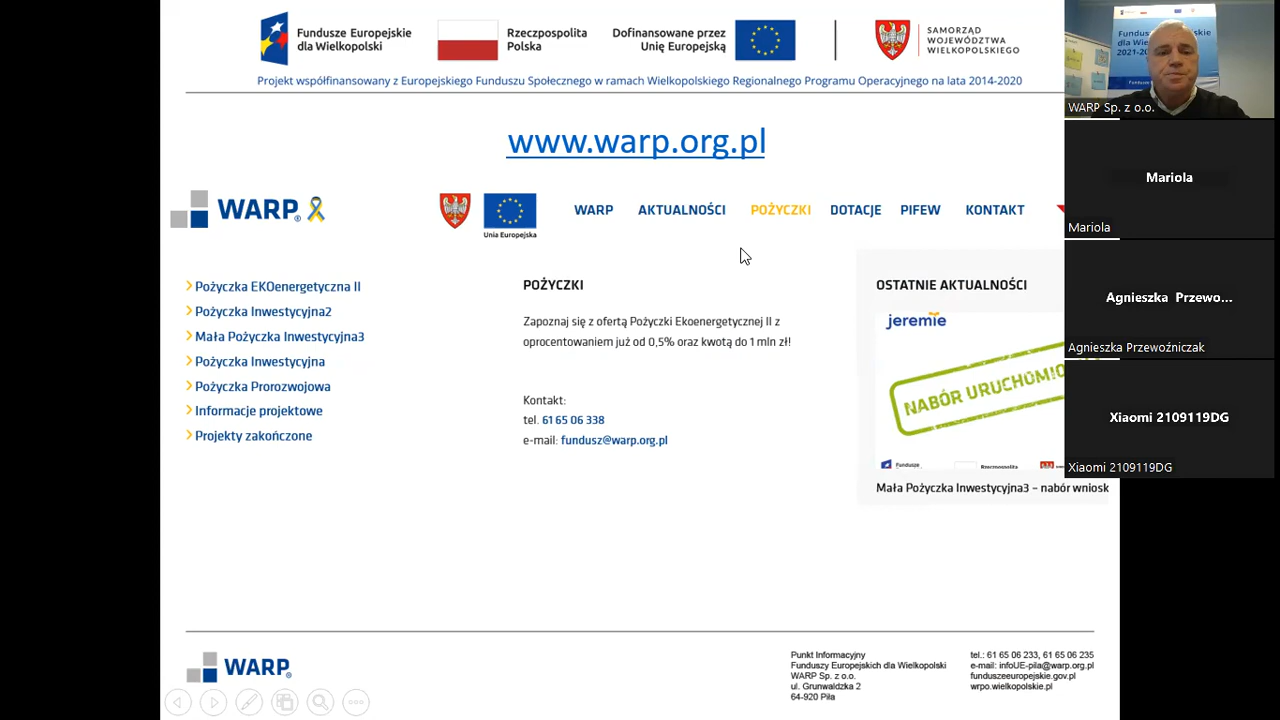 Fundusze Europejskie
dla Wielkopolski
Rzeczpospolita
Polska
Dofinansowane przez
Unię Europejską
SAMORZĄD
WOJEWÓDZTWA
WIELKOPOLSKIEGO
Projekt współfinansowany z Europejskiego Funduszu Społecznego w ramach Wielkopolskiego Regionalnego Programu Operacyjnego na lata 2014-2020
www.warp.org.pl
WARP
Unia Europejska
WARP AKTUALNOŚCI POŻYCZKI DOTACJE PIFEW KONTAKT
Pożyczka EKOenergetyczna II
Pożyczka Inwestycyjna2
Mała Pożyczka Inwestycyjna3
Pożyczka Inwestycyjna
Pożyczka Prorozwojowa
Informacje projektowe
Projekty zakończone
POŻYCZKI
Zapoznaj się z ofertą Pożyczki Ekoenergetycznej II z
oprocentowaniem już od 0,5% oraz kwotą do 1 mln zł!
Kontakt:
tel. 61 65 06 338
e-mail: fundusz@warp.org.pl
OSTATNIE AKTUALNOŚCI
jeremie
NABÓR URUCHOMIO
Fundusze
Rzeczpospolita
Mała Pożyczka Inwestycyjna3 – nabór wniosk
WARP
Punkt Informacyjny
Funduszy Europejskich dla Wielkopolski
WARP Sp. z o.o.
ul. Grunwaldzka 2
64-920 Piła
tel.: 61 65 06 233, 61 65 06 235
e-mail: infoUE-pila@warp.org.pl
funduszeeuropejskie.gov.pl
wrpo.wielkopolskie.pl
WARP Sp. z o.o.
Mariola
Mariola
Agnieszka Przewo...
Agnieszka Przewoźniczak
Xiaomi 2109119DG
Xiaomi 2109119DG